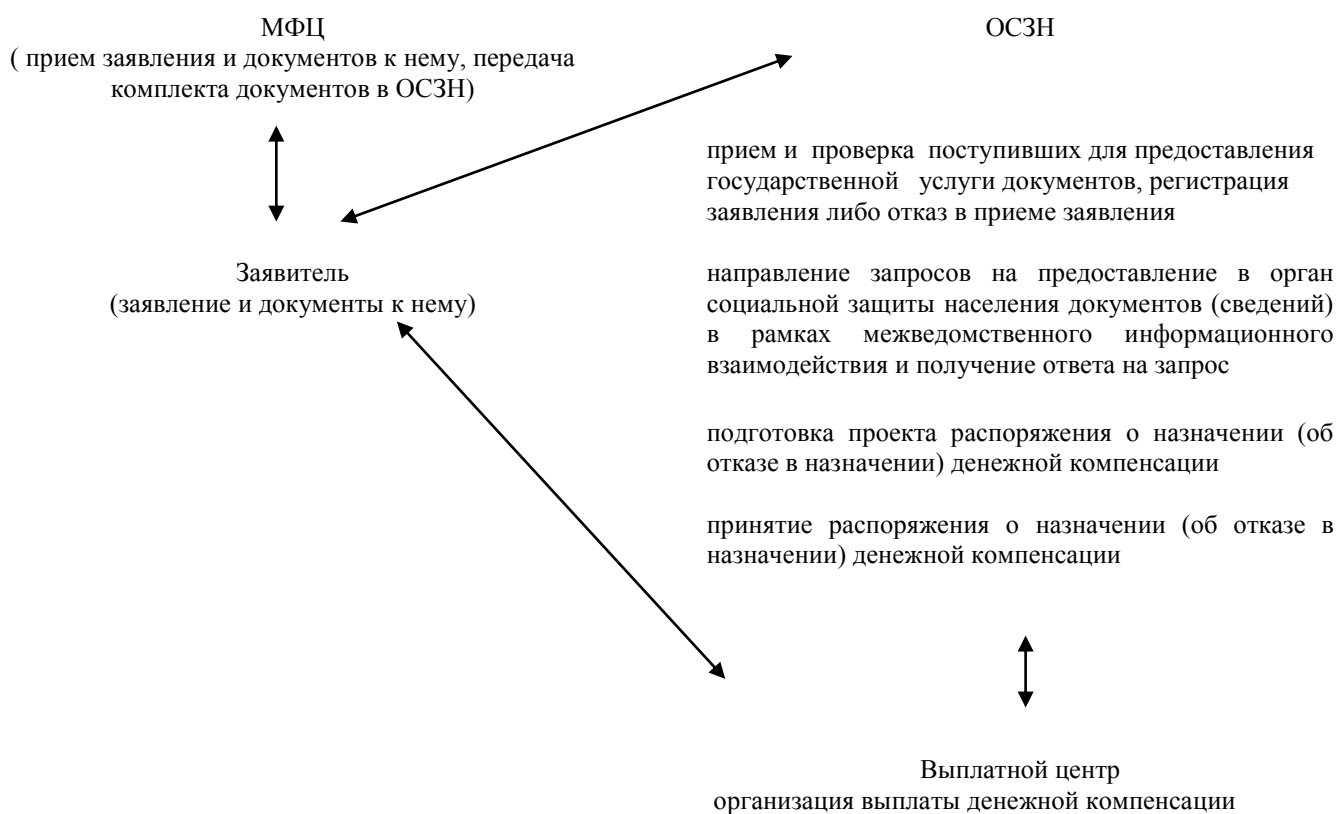 МФЦ
( прием заявления и документов к нему, передача
комплекта документов в ОСЗН)
Заявитель
(заявление и документы к нему)
ОСЗН
прием и проверка поступивших для предоставления
государственной услуги документов, регистрация
заявления либо отказ в приеме заявления
направление запросов на предоставление в орган
социальной защиты населения документов (сведений)
в рамках межведомственного информационного
взаимодействия и получение ответа на запрос
подготовка проекта распоряжения о назначении (об
отказе в назначении) денежной компенсации
принятие распоряжения о назначении (об отказе в
назначении) денежной компенсации
Выплатной центр
организация выплаты денежной компенсации